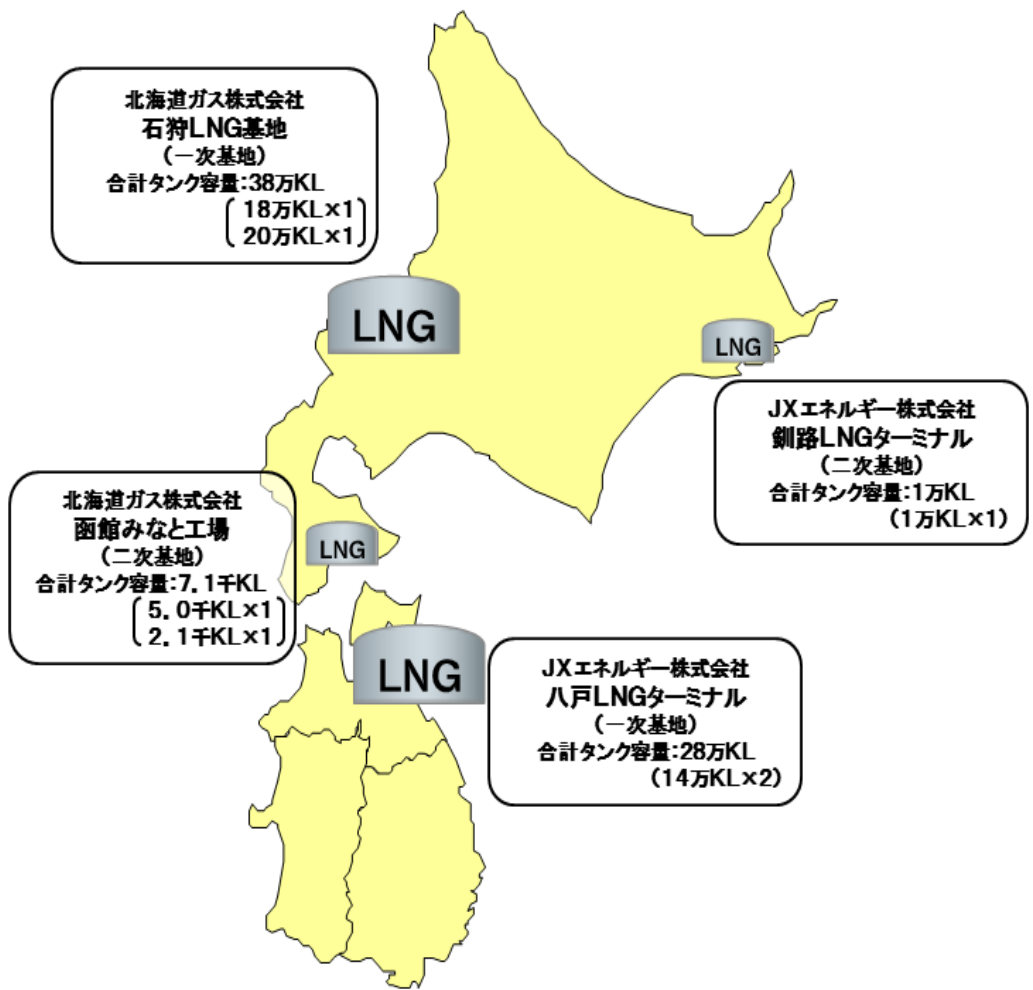 北海道ガス株式会社
石狩LNG基地
(一次基地)
合計タンク容量:38万KL
18万KL×1
20万KL×1
LNG
LNG
JXエネルギー株式会社
釧路LNGターミナル
(二次基地)
合計タンク容量:1万KL
(1万KL×1)
北海道ガス株式会社
函館みなと工場
(二次基地)
合計タンク容量:7.1千KL
5.0千KL×1
2.1千KL×1
LNG
LNG
JXエネルギー株式会社
八戸LNGターミナル
(一次基地)
合計タンク容量:28万KL
(14万KL×2)